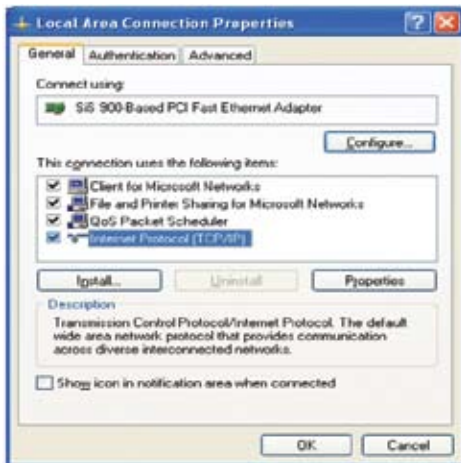 Local Area Connection Properties
General Authentication Advanced
Connect using:
SiS 900-Based PCI Fast Ethernet Adapter
Configure...
This connection uses the following items:
Client for Microsoft Networks
File and Printer Sharing for Microsoft Networks
QoS Packet Scheduler
Internet Protocol (TCP/IP)
Install... Uninstall Properties
Description
Transmission Control Protocol/Internet Protocol. The default
wide area network protocol that provides communication
across diverse interconnected networks.
Show icon in notification area when connected
OK Cancel